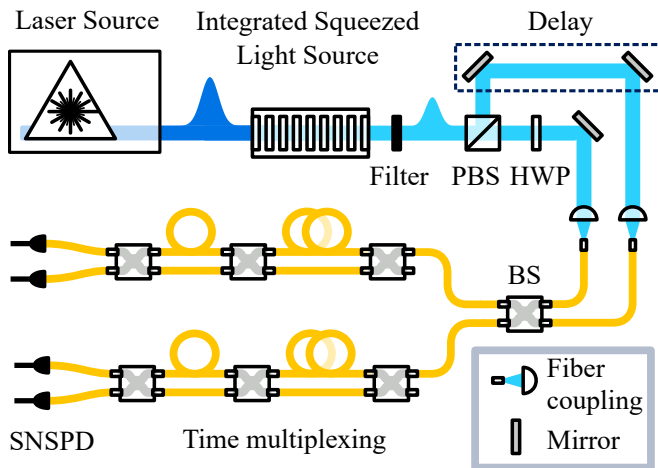 Laser Source
Integrated Squeezed
Light Source
Delay
Filter
PBS
HWP
BS
SNSPD
Time multiplexing
Fiber
coupling
Mirror